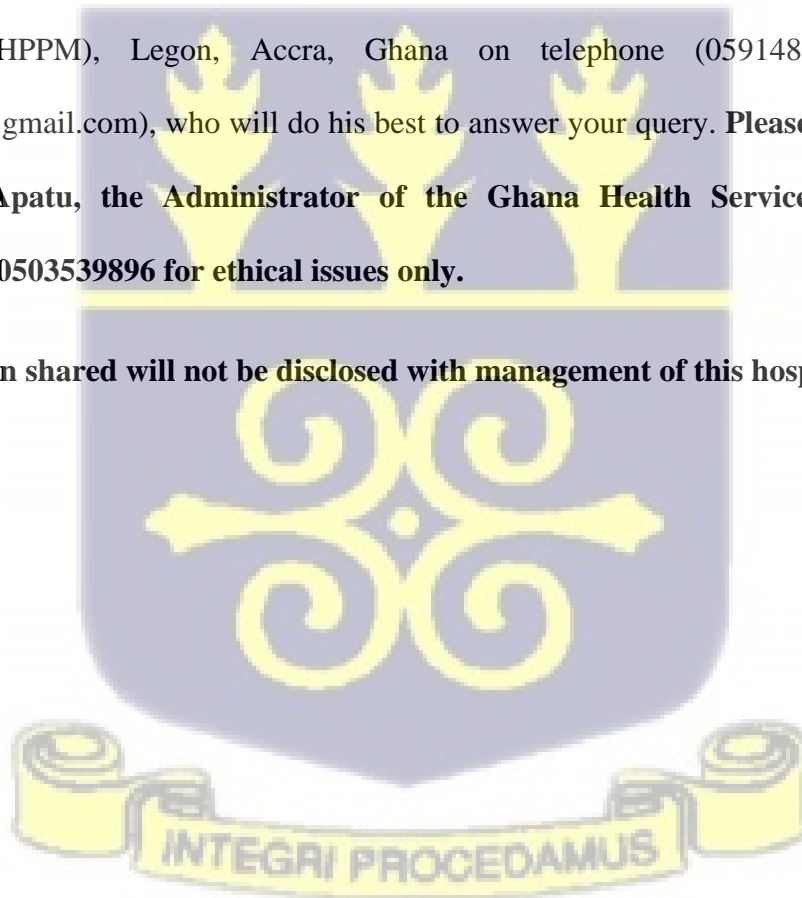 HPPM), Legon, Accra, Ghana on telephone (059148
gmail.com), who will do his best to answer your query. Please
Apatu, the Administrator of the Ghana Health Service
0503539896 for ethical issues only.
n shared will not be disclosed with management of this hosp
INTEGRI PROCEDAMUS